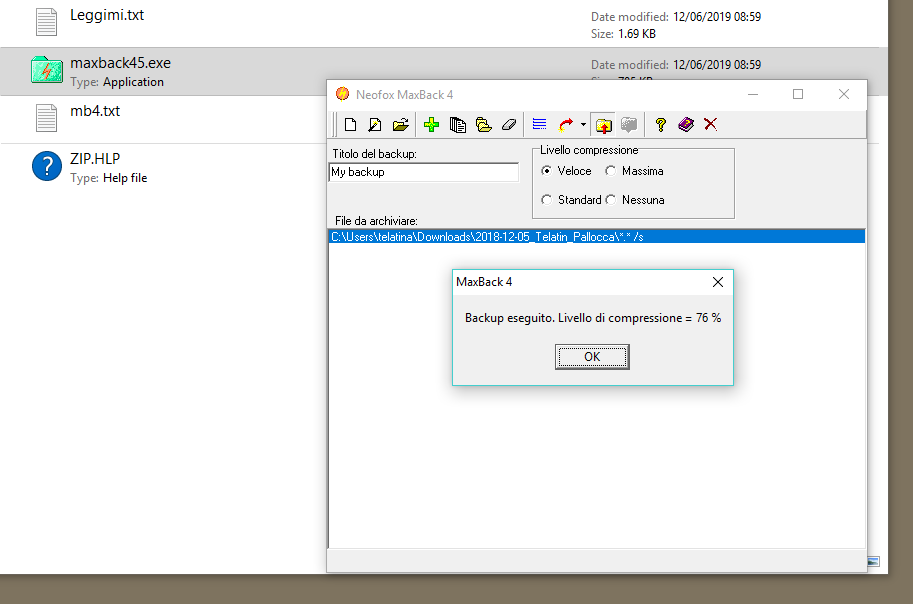 Leggimi.txt
Date modified: 12/06/2019 08:59
Size: 1.69 KB
maxback45.exe
Type: Application
Date modified: 12/06/2019 08:59
mb4.txt
ZIP.HLP
Type: Help file
Neofox MaxBack 4
Titolo del backup:
My backup
Livello compressione
Veloce
Massima
Standard
Nessuna
File da archiviare:
C:\Users\telatina\Downloads\2018-12-05_Telatin_Pallocca\*.* /s
MaxBack 4
Backup eseguito. Livello di compressione = 76 %
OK